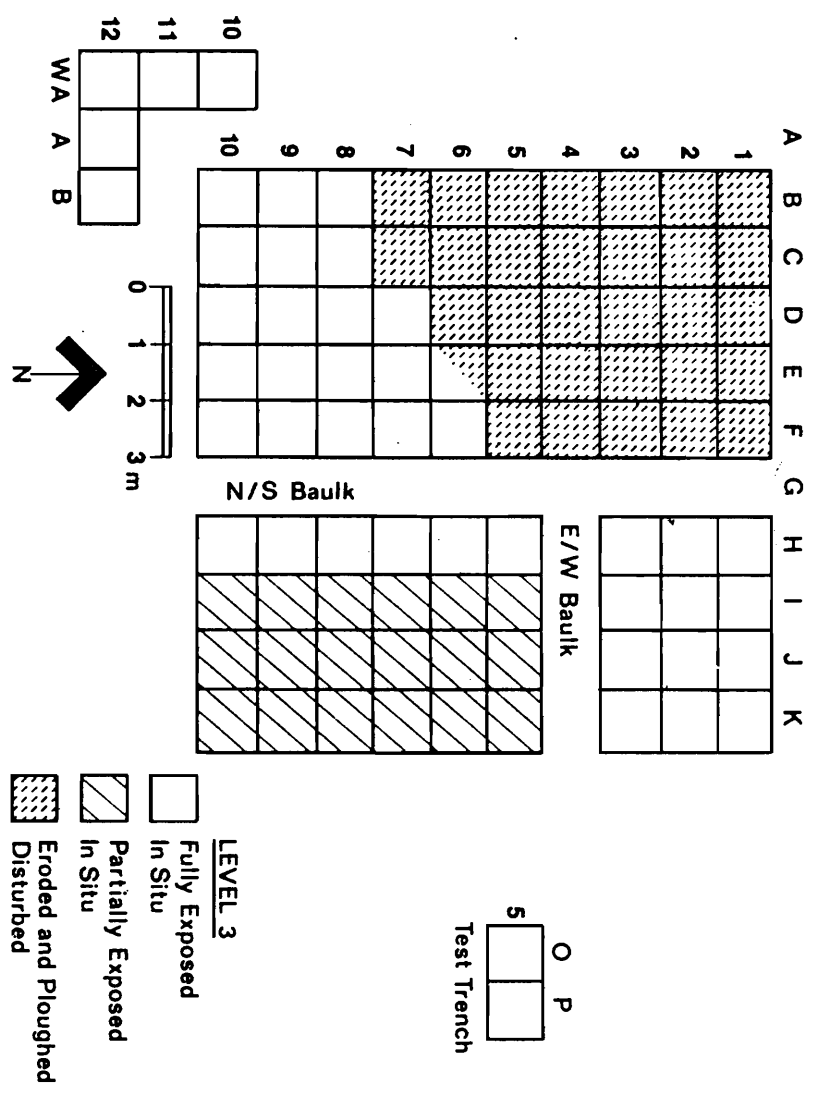 A B C D E F G H I J K
1
2
3
4
5
6
7
8
9
10
E/W Baulk
N/S Baulk
O P
5
Test Trench
10
11
12
WA A B
0 1 2 3 m
N
LEVEL 3
Fully Exposed
In Situ
Partially Exposed
In Situ
Eroded and Ploughed
Disturbed